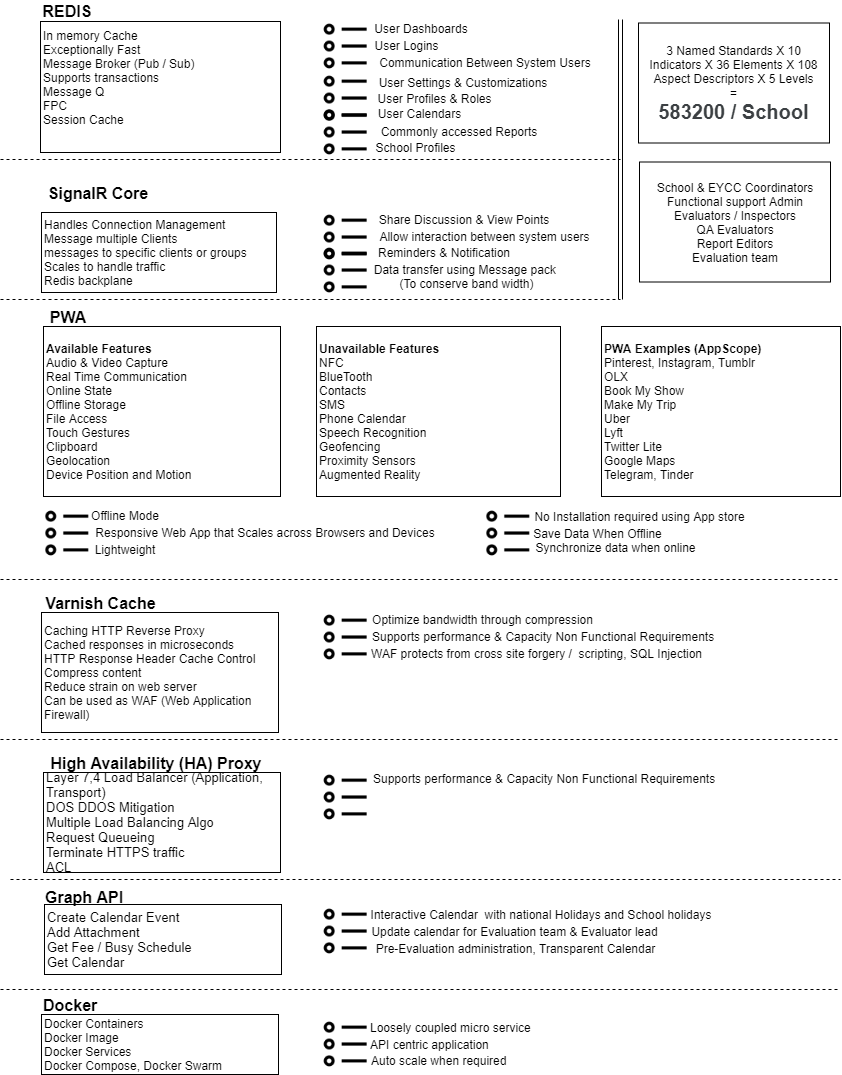 REDIS
In memory Cache
Exceptionally Fast
Message Broker (Pub / Sub)
Supports transactions
Message Q
FPC
Session Cache
User Dashboards
User Logins
Communication Between System Users
User Settings & Customizations
User Profiles & Roles
User Calendars
Commonly accessed Reports
School Profiles
3 Named Standards X 10
Indicators X 36 Elements X 108
Aspect Descriptors X 5 Levels
=
583200 / School
SignalR Core
Handles Connection Management
Message multiple Clients
messages to specific clients or groups
Scales to handle traffic
Redis backplane
Share Discussion & View Points
Allow interaction between system users
Reminders & Notification
Data transfer using Message pack
(To conserve band width)
School & EYCC Coordinators
Functional support Admin
Evaluators / Inspectors
QA Evaluators
Report Editors
Evaluation team
PWA
Available Features
Audio & Video Capture
Real Time Communication
Online State
Offline Storage
File Access
Touch Gestures
Clipboard
Geolocation
Device Position and Motion
Unavailable Features
NFC
BlueTooth
Contacts
SMS
Phone Calendar
Speech Recognition
Geofencing
Proximity Sensors
Augmented Reality
PWA Examples (AppScope)
Pinterest, Instagram, Tumblr
OLX
Book My Show
Make My Trip
Uber
Lyft
Twitter Lite
Google Maps
Telegram, Tinder
Offline Mode
Responsive Web App that Scales across Browsers and Devices
Lightweight
No Installation required using App store
Save Data When Offline
Synchronize data when online
Varnish Cache
Caching HTTP Reverse Proxy
Cached responses in microseconds
HTTP Response Header Cache Control
Compress content
Reduce strain on web server
Can be used as WAF (Web Application
Firewall)
Optimize bandwidth through compression
Supports performance & Capacity Non Functional Requirements
WAF protects from cross site forgery / scripting, SQL Injection
High Availability (HA) Proxy
Layer 7,4 Load Balancer (Application,
Transport)
DOS DDOS Mitigation
Multiple Load Balancing Algo
Request Queueing
Terminate HTTPS traffic
ACL
Supports performance & Capacity Non Functional Requirements
Graph API
Create Calendar Event
Add Attachment
Get Fee / Busy Schedule
Get Calendar
Interactive Calendar with national Holidays and School holidays
Update calendar for Evaluation team & Evaluator lead
Pre-Evaluation administration, Transparent Calendar
Docker
Docker Containers
Docker Image
Docker Services
Docker Compose, Docker Swarm
Loosely coupled micro service
API centric application
Auto scale when required